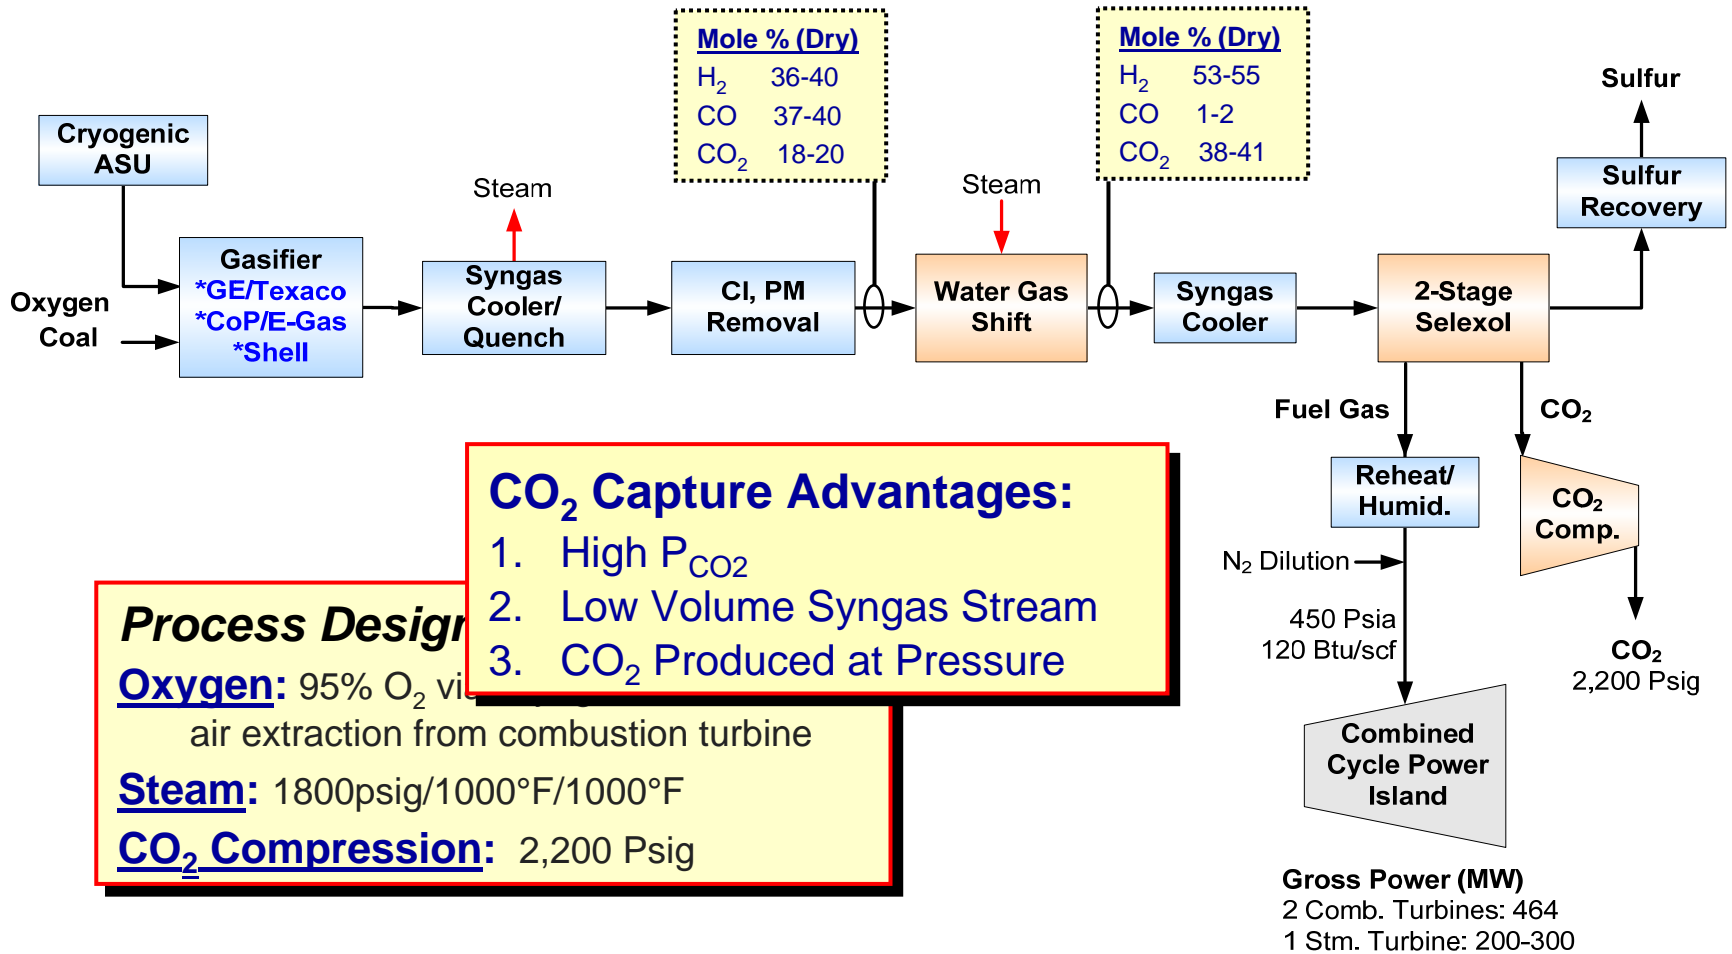 Mole % (Dry)
H₂ 36-40
CO 37-40
CO₂ 18-20
Mole % (Dry)
H₂ 53-55
CO 1-2
CO₂ 38-41
Sulfur
Cryogenic
ASU
Steam
Steam
Sulfur
Recovery
Oxygen
Coal
Gasifier
*GE/Texaco
*CoP/E-Gas
*Shell
Syngas
Cooler/
Quench
Cl, PM
Removal
Water Gas
Shift
Syngas
Cooler
2-Stage
Selexol
Fuel Gas
CO₂
Reheat/
Humid.
CO₂
Comp.
N₂ Dilution
450 Psia
120 Btu/scf
CO₂
2,200 Psig
Combined
Cycle Power
Island
Gross Power (MW)
2 Comb. Turbines: 464
1 Stm. Turbine: 200-300
CO₂ Capture Advantages:
1. High P_CO2
2. Low Volume Syngas Stream
3. CO₂ Produced at Pressure
Process Design
Oxygen: 95% O₂
air extraction from combustion turbine
Steam: 1800psig/1000°F/1000°F
CO₂ Compression: 2,200 Psig